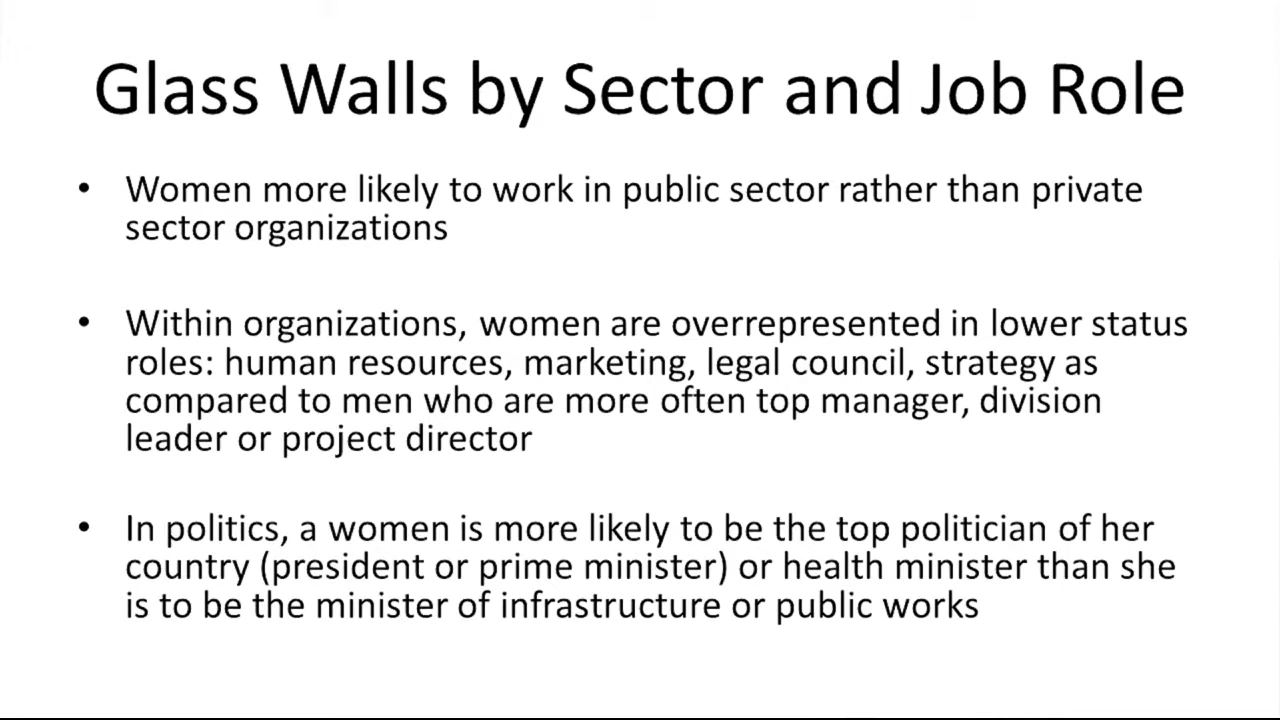 Glass Walls by Sector and Job Role
• Women more likely to work in public sector rather than private
sector organizations
• Within organizations, women are overrepresented in lower status
roles: human resources, marketing, legal council, strategy as
compared to men who are more often top manager, division
leader or project director
• In politics, a women is more likely to be the top politician of her
country (president or prime minister) or health minister than she
is to be the minister of infrastructure or public works